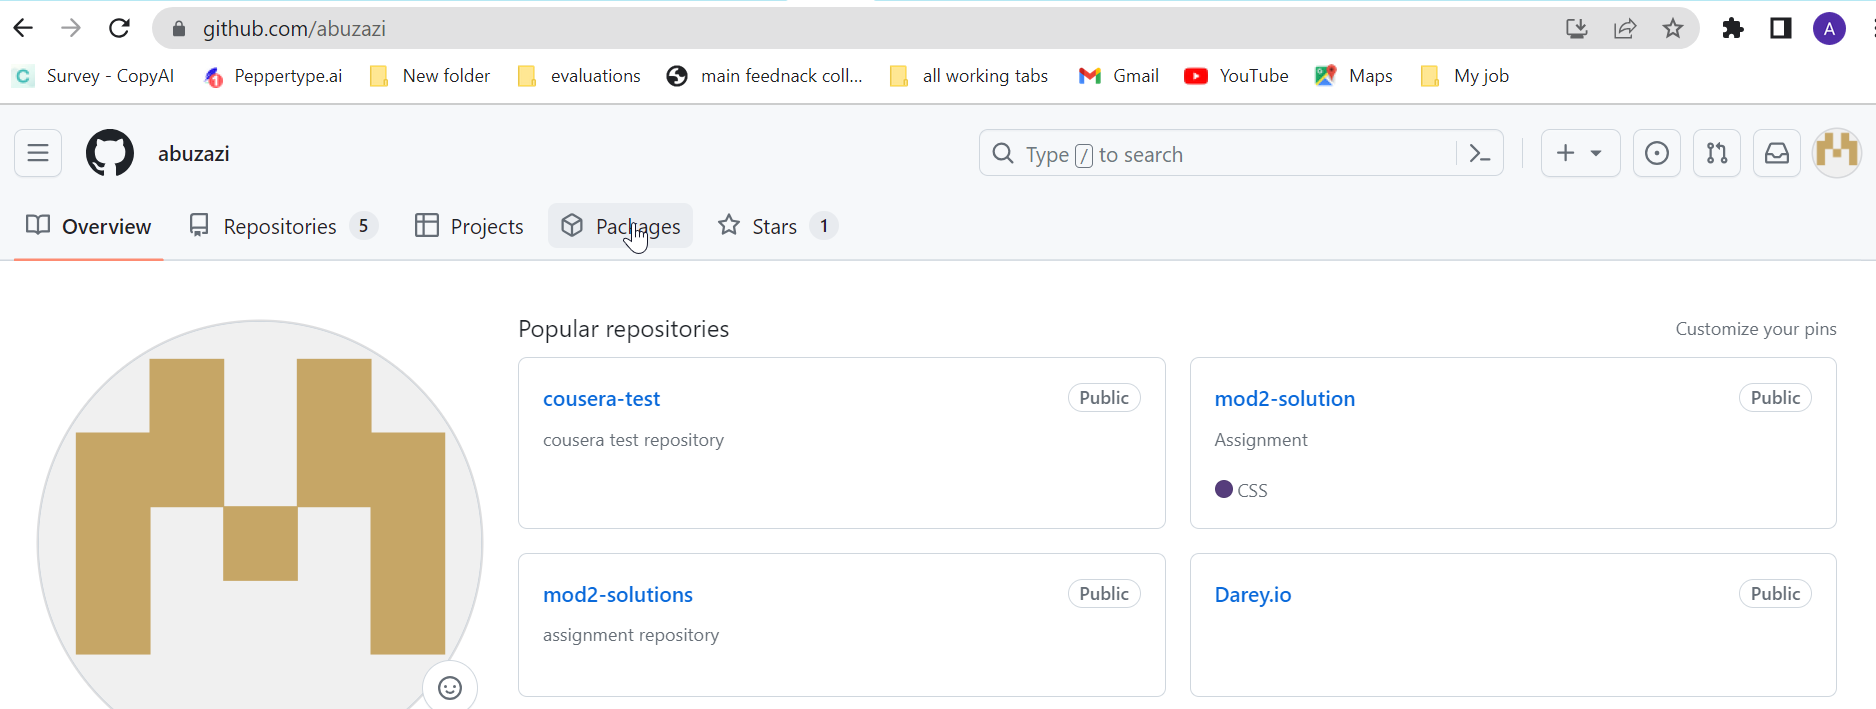 github.com/abuzazi
A
C Survey - CopyAI 1 Peppertype.ai New folder evaluations main feednack coll... all working tabs Gmail YouTube Maps My job
abuzazi Type / to search
Overview Repositories 5 Projects Packages Stars 1
Popular repositories Customize your pins
cousera-test Public
cousera test repository
mod2-solution Public
Assignment
CSS
mod2-solutions Public
assignment repository
Darey.io Public